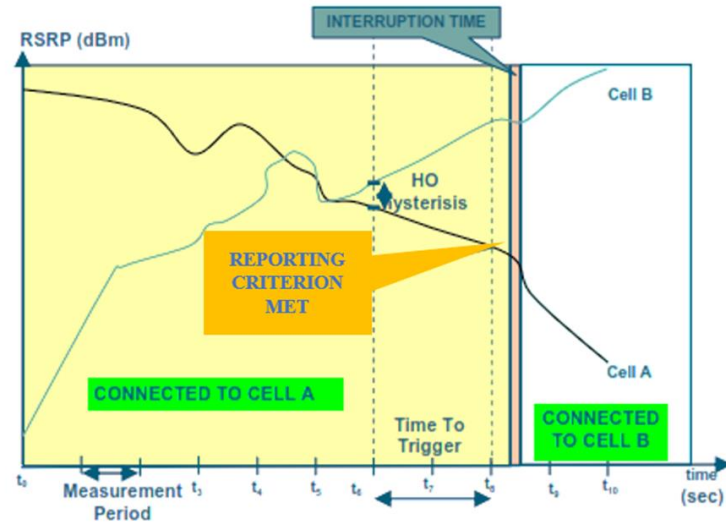 INTERRUPTION TIME
RSRP (dBm)
Cell B
HO
Hysterisis
REPORTING
CRITERION
MET
Cell A
CONNECTED TO CELL A
CONNECTED
TO CELL B
Time To
Trigger
t₀
t₃
t₄
t₅
t₆
t₇
t₈
t₉
t₁₀
time
(sec)
Measurement
Period